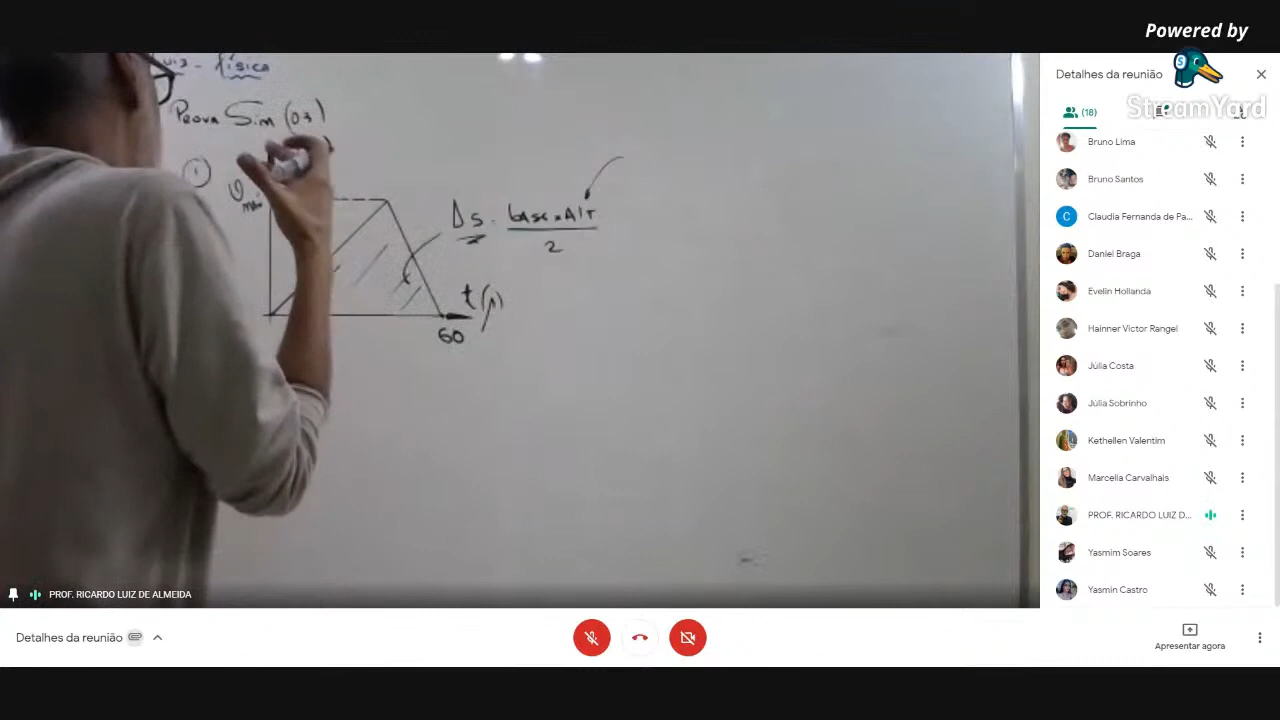 Powered by
StreamYard
física
Prova Sim (03)
1
Δs = base x Alt
2
t(s)
60
PROF. RICARDO LUIZ DE ALMEIDA
Detalhes da reunião
Detalhes da reunião
(18)
Bruno Lima
Bruno Santos
Claudia Fernanda de Pa...
Daniel Braga
Evelin Hollanda
Hainner Victor Rangel
Júlia Costa
Júlia Sobrinho
Kethellen Valentim
Marcella Carvalhais
PROF. RICARDO LUIZ D...
Yasmim Soares
Yasmin Castro
Apresentar agora